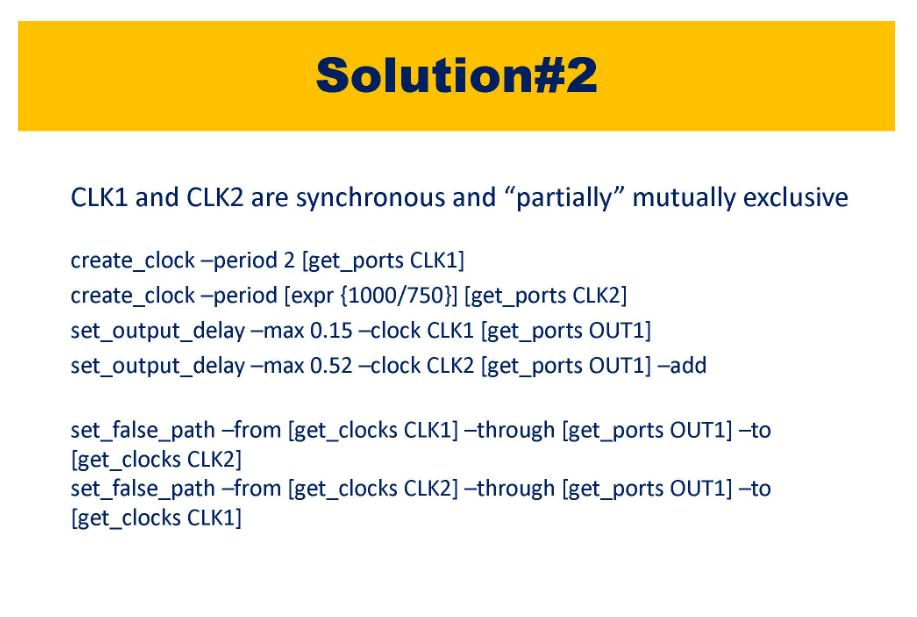 Solution#2
CLK1 and CLK2 are synchronous and “partially” mutually exclusive
create_clock –period 2 [get_ports CLK1]
create_clock –period [expr {1000/750}] [get_ports CLK2]
set_output_delay –max 0.15 –clock CLK1 [get_ports OUT1]
set_output_delay –max 0.52 –clock CLK2 [get_ports OUT1] –add
set_false_path –from [get_clocks CLK1] –through [get_ports OUT1] –to
[get_clocks CLK2]
set_false_path –from [get_clocks CLK2] –through [get_ports OUT1] –to
[get_clocks CLK1]